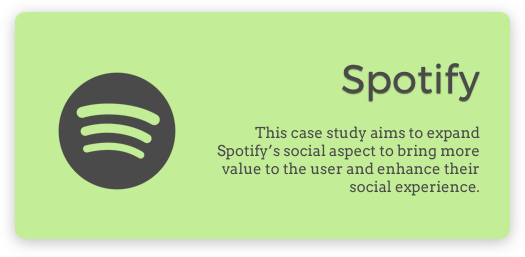 Spotify
This case study aims to expand
Spotify’s social aspect to bring more
value to the user and enhance their
social experience.